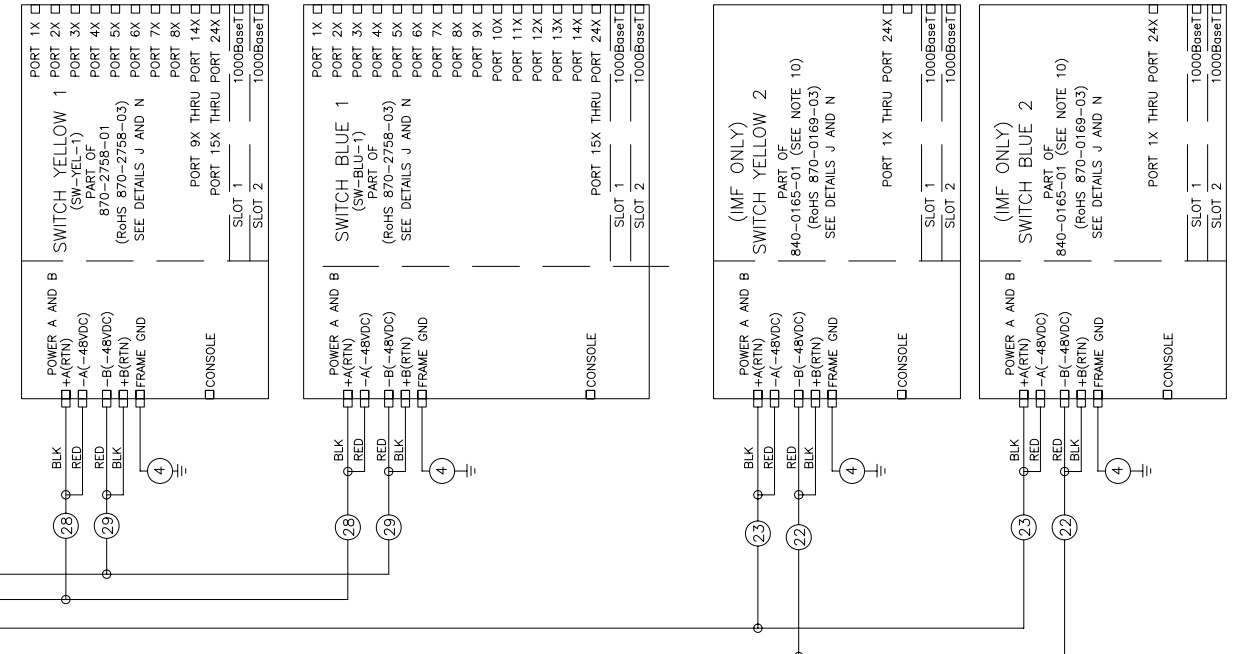 SWITCH YELLOW 1
(SW-YEL-1)
PART OF
870-2758-01
(RoHS 870-2758-03)
SEE DETAILS J AND N
PORT 1X
PORT 2X
PORT 3X
PORT 4X
PORT 5X
PORT 6X
PORT 7X
PORT 8X
PORT 9X THRU PORT 14X
PORT 15X THRU PORT 24X
SLOT 1 1000BaseT
SLOT 2 1000BaseT
POWER A AND B
+A(RTN)
-A(-48VDC)
-B(-48VDC)
+B(RTN)
FRAME GND
CONSOLE
BLK
RED
RED
BLK
4
28
29
SWITCH BLUE 1
(SW-BLU-1)
PART OF
870-2758-01
(RoHS 870-2758-03)
SEE DETAILS J AND N
PORT 1X
PORT 2X
PORT 3X
PORT 4X
PORT 5X
PORT 6X
PORT 7X
PORT 8X
PORT 9X
PORT 10X
PORT 11X
PORT 12X
PORT 13X
PORT 14X
PORT 15X THRU PORT 24X
SLOT 1 1000BaseT
SLOT 2 1000BaseT
POWER A AND B
+A(RTN)
-A(-48VDC)
-B(-48VDC)
+B(RTN)
FRAME GND
CONSOLE
BLK
RED
RED
BLK
4
28
29
(IMF ONLY)
SWITCH YELLOW 2
PART OF
840-0165-01 (SEE NOTE 10)
(RoHS 870-0169-03)
SEE DETAILS J AND N
PORT 1X THRU PORT 24X
SLOT 1 1000BaseT
SLOT 2 1000BaseT
POWER A AND B
+A(RTN)
-A(-48VDC)
-B(-48VDC)
+B(RTN)
FRAME GND
CONSOLE
BLK
RED
RED
BLK
4
23
22
(IMF ONLY)
SWITCH BLUE 2
PART OF
840-0165-01 (SEE NOTE 10)
(RoHS 870-0169-03)
SEE DETAILS J AND N
PORT 1X THRU PORT 24X
SLOT 1 1000BaseT
SLOT 2 1000BaseT
POWER A AND B
+A(RTN)
-A(-48VDC)
-B(-48VDC)
+B(RTN)
FRAME GND
CONSOLE
BLK
RED
RED
BLK
4
23
22